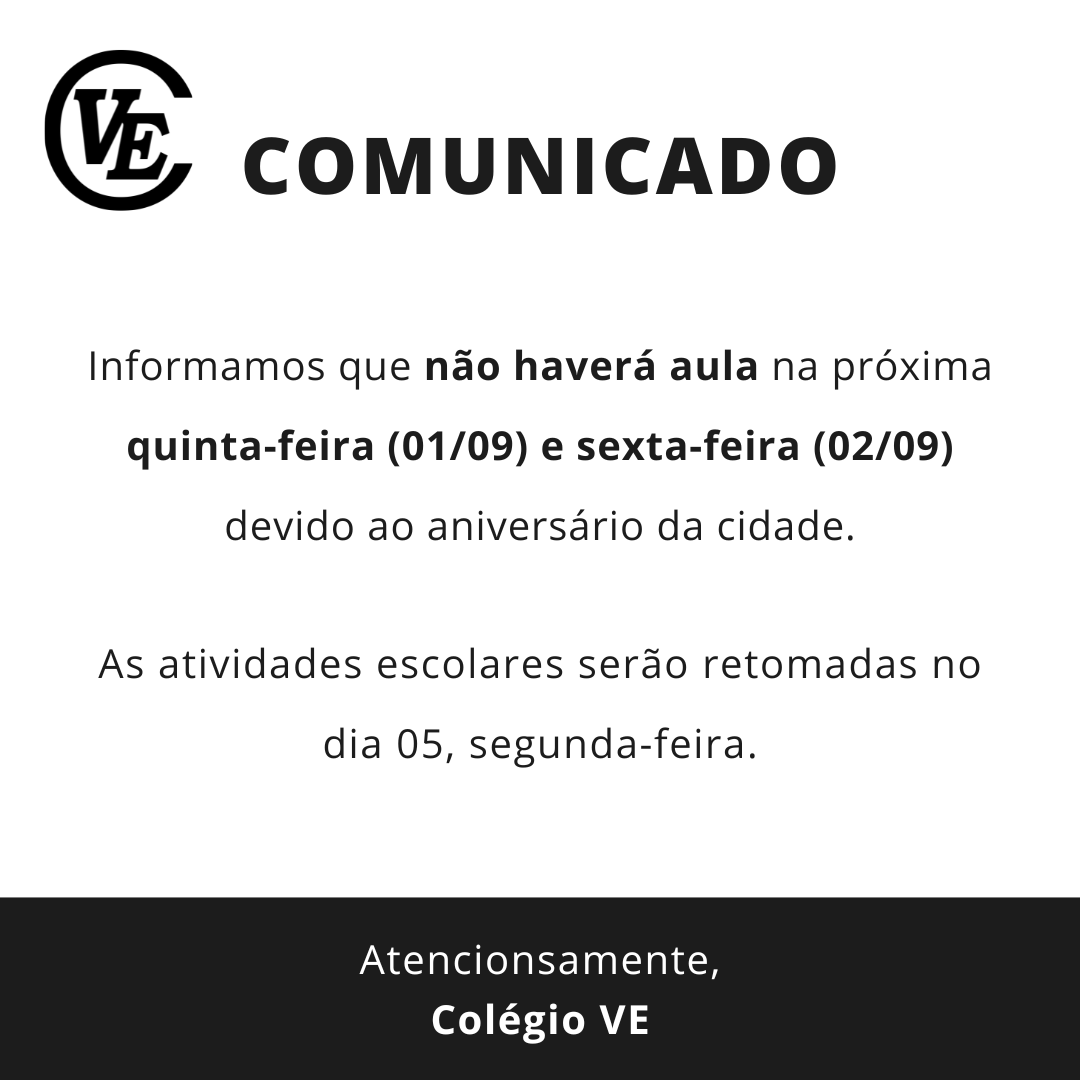 CVE
COMUNICADO
Informamos que não haverá aula na próxima
quinta-feira (01/09) e sexta-feira (02/09)
devido ao aniversário da cidade.
As atividades escolares serão retomadas no
dia 05, segunda-feira.
Atencionsamente,
Colégio VE